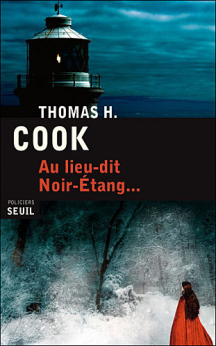 THOMAS H.
COOK
Au lieu-dit
Noir-Étang...
POLICIERS
SEUIL